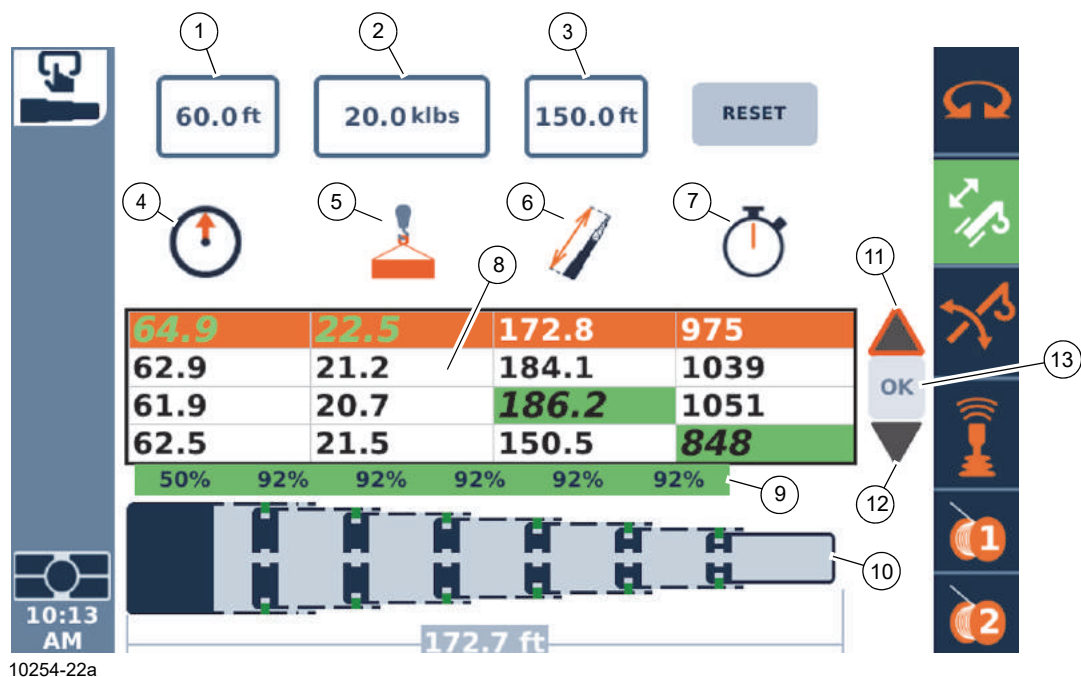 1 2 3
60.0 ft 20.0 klbs 150.0 ft RESET
4 5 6 7
8 11
64.9 22.5 172.8 975
62.9 21.2 184.1 1039
13
OK
61.9 20.7 186.2 1051
62.5 21.5 150.5 848
50% 92% 92% 92% 92% 92%
9 12
1
10
10:13
AM
2
172.7 ft
10254-22a